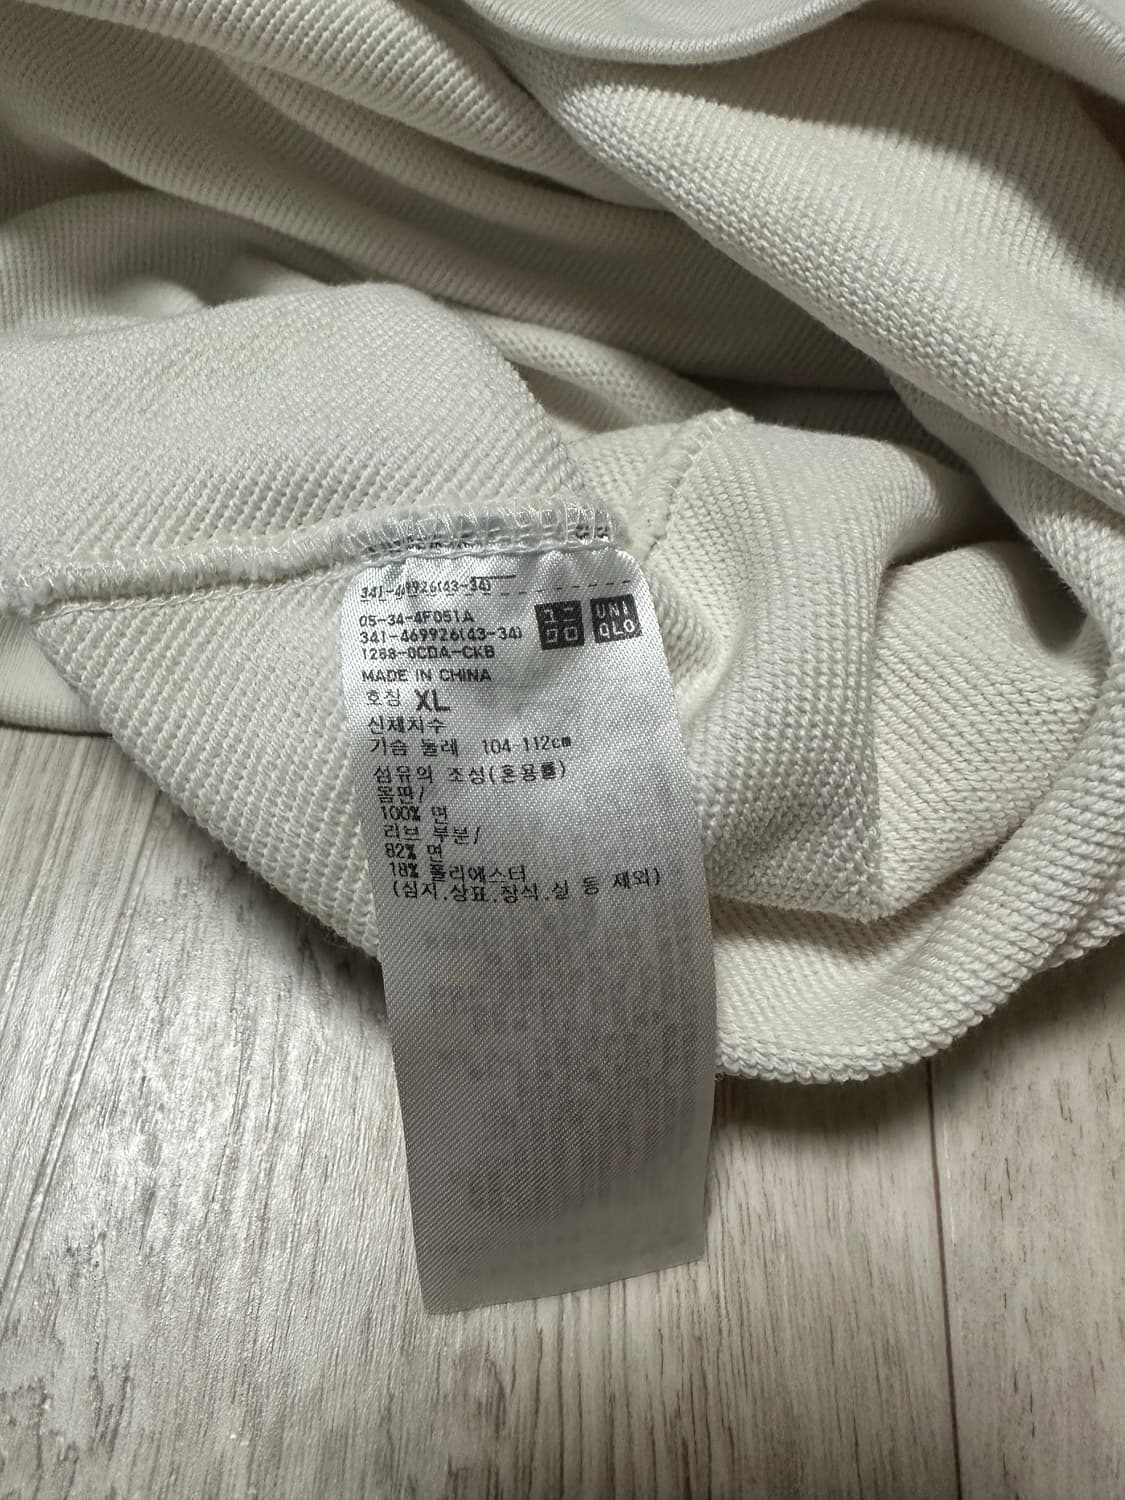 341-469926(43-34)
05-34-4F051A
341-469926(43-34)
1288-0CDA-CKB
ユニ
クロ
UNI
QLO
MADE IN CHINA
호칭 XL
신체치수
가슴 둘레 104-112cm
섬유의 조성(혼용률)
몸판/
100% 면
리브 부분/
82% 면
18% 폴리에스터
(심지.상표.장식.실 등 제외)